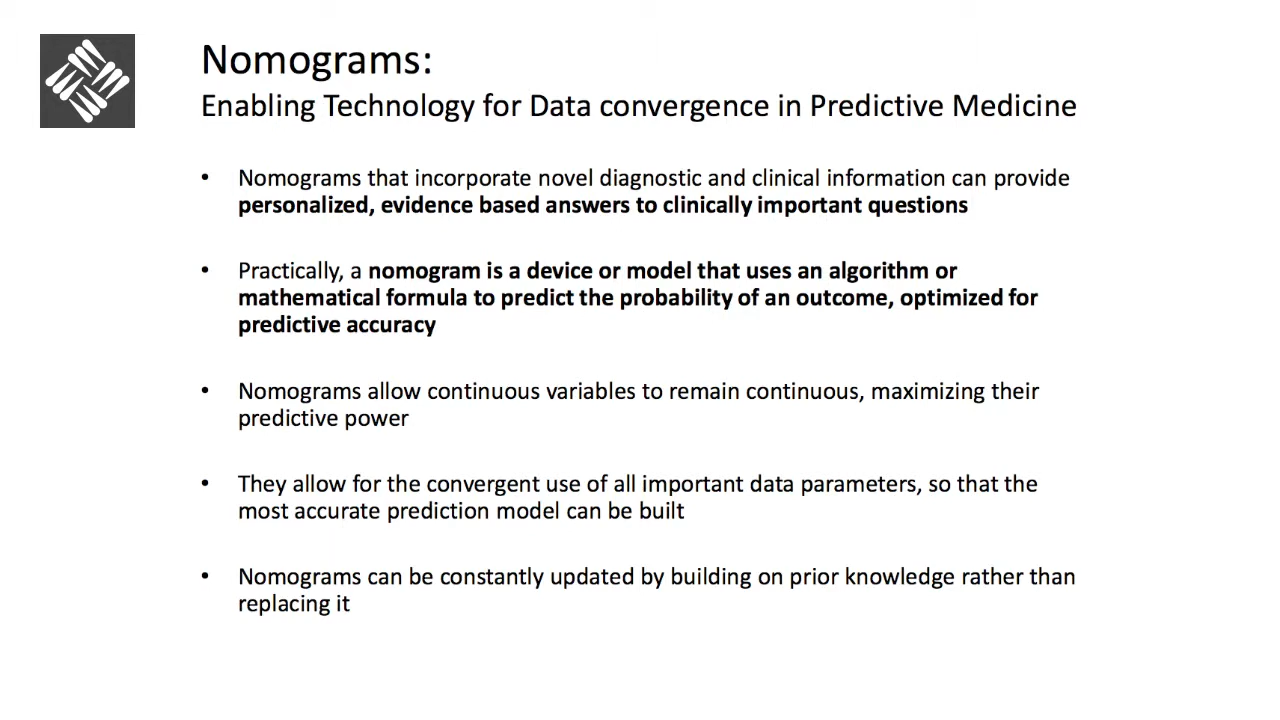 Nomograms:
Enabling Technology for Data convergence in Predictive Medicine
• Nomograms that incorporate novel diagnostic and clinical information can provide
personalized, evidence based answers to clinically important questions
• Practically, a nomogram is a device or model that uses an algorithm or
mathematical formula to predict the probability of an outcome, optimized for
predictive accuracy
• Nomograms allow continuous variables to remain continuous, maximizing their
predictive power
• They allow for the convergent use of all important data parameters, so that the
most accurate prediction model can be built
• Nomograms can be constantly updated by building on prior knowledge rather than
replacing it